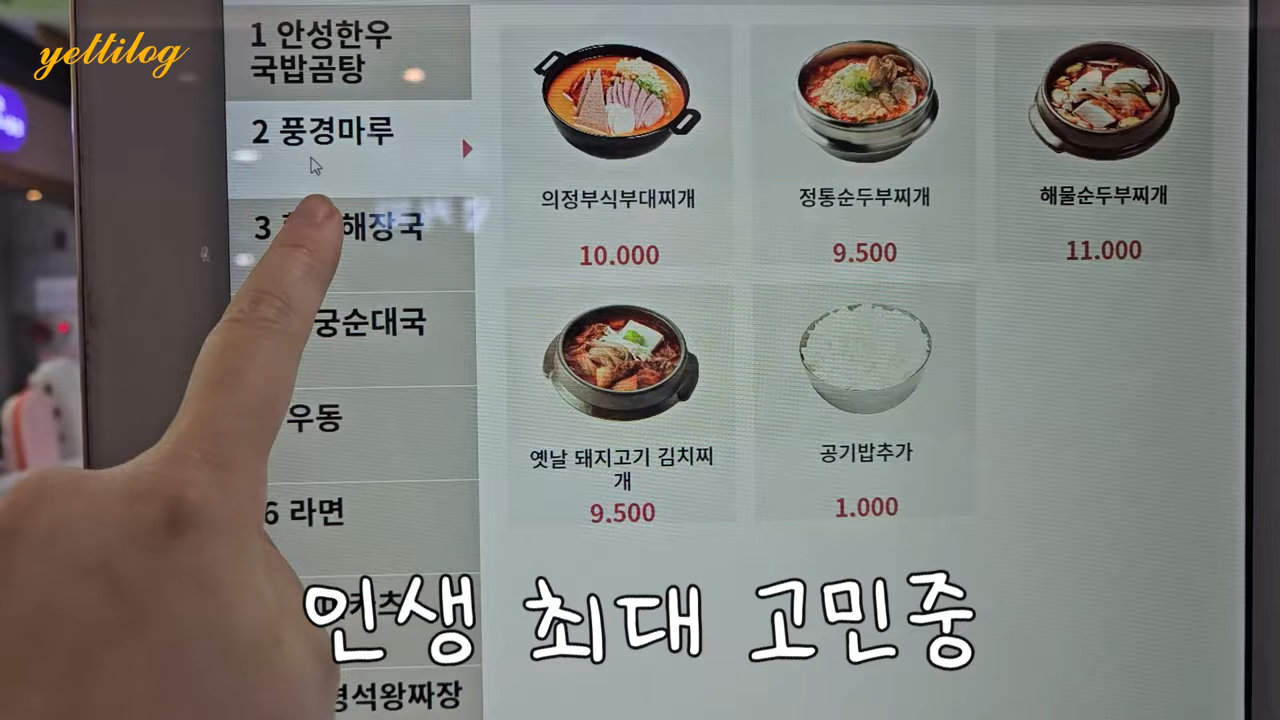 yettilog
1 안성한우
국밥곰탕
2 풍경마루
3 해장국
궁순대국
우동
6 라면
영석왕짜장
의정부식부대찌개
10.000
정통순두부찌개
9.500
해물순두부찌개
11.000
옛날 돼지고기 김치찌
개
9.500
공기밥추가
1.000
인생 최대 고민중